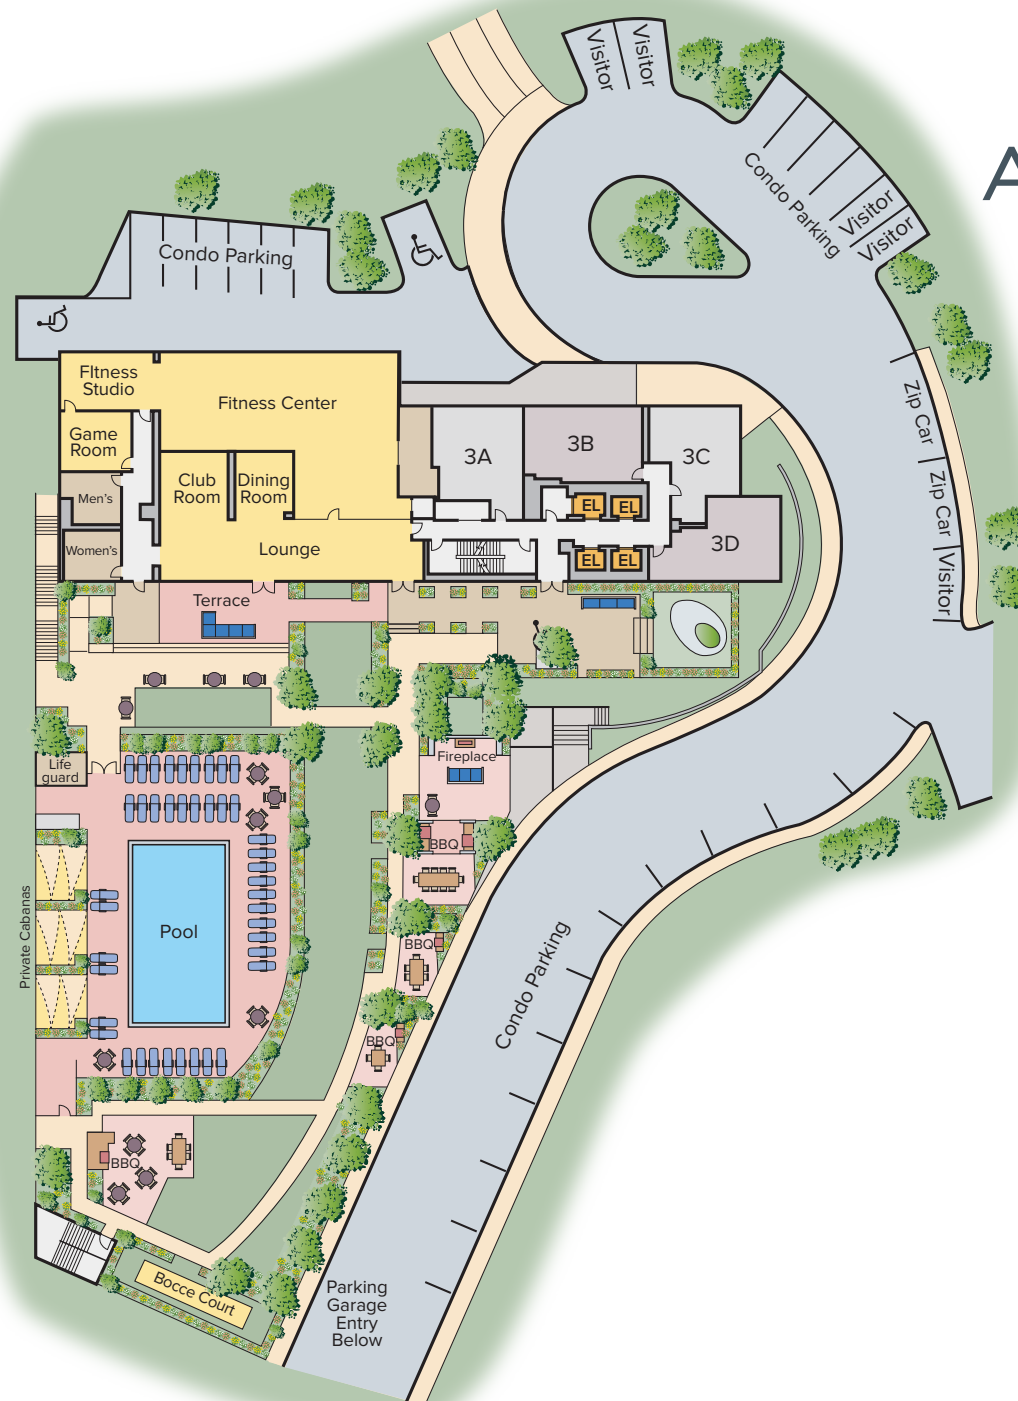 Visitor
Visitor
A
Condo Parking
Visitor
Visitor
Condo Parking
FItness
Studio
Fitness Center
Zip Car
Game
Room
3A
3B
3C
Club
Room
Dining
Room
Men's
EL
EL
Zip Car
Lounge
Women's
3D
EL
EL
Visitor
Terrace
Life
guard
Fireplace
BBQ
Private Cabanas
Pool
BBQ
Condo Parking
BBQ
BBQ
Bocce Court
Parking
Garage
Entry
Below